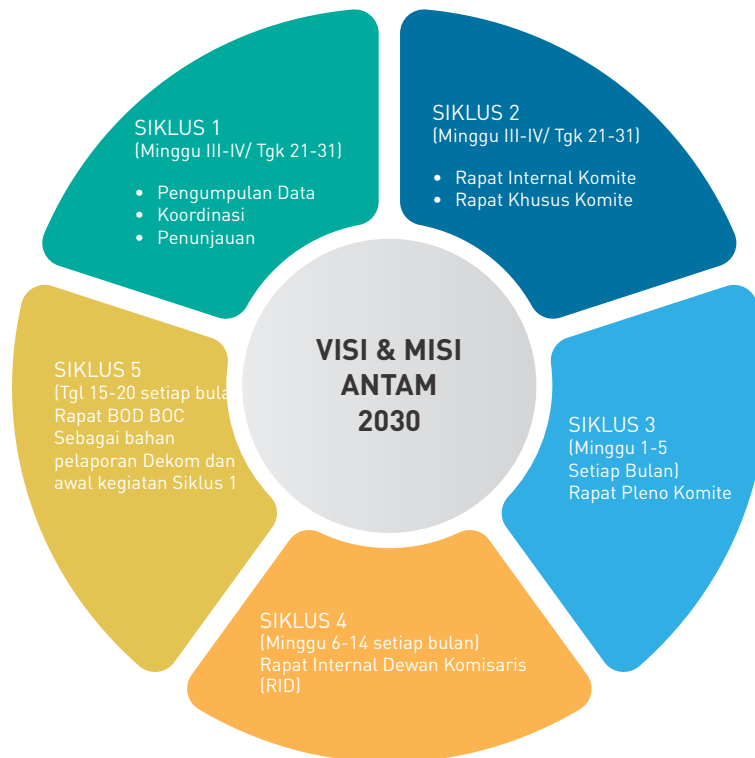 SIKLUS 1
(Minggu III-IV/ Tgk 21-31)
• Pengumpulan Data
• Koordinasi
• Penunjauan
SIKLUS 2
(Minggu III-IV/ Tgk 21-31)
• Rapat Internal Komite
• Rapat Khusus Komite
VISI & MISI
ANTAM
2030
SIKLUS 3
(Minggu 1-5
Setiap Bulan)
Rapat Pleno Komite
SIKLUS 4
(Minggu 6-14 setiap bulan)
Rapat Internal Dewan Komisaris
(RID)
SIKLUS 5
(Tgl 15-20 setiap bula
Rapat BOD BOC
Sebagai bahan
pelaporan Dekom dan
awal kegiatan Siklus 1